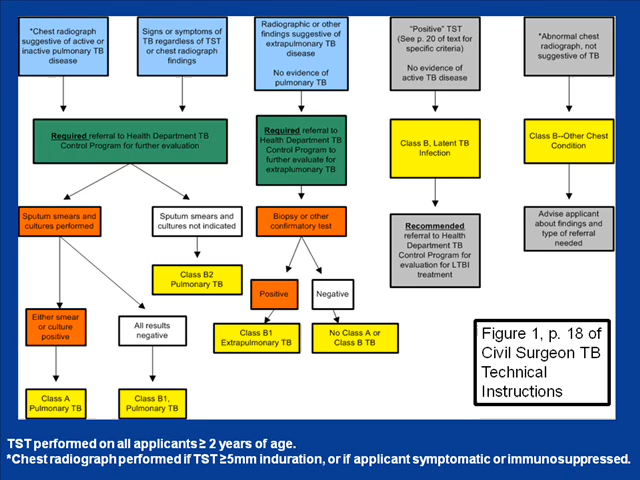 *Chest radiograph
suggestive of active or
inactive pulmonary TB
disease
Signs or symptoms of
TB regardless of TST
or chest radiograph
findings
Radiographic or other
findings suggestive of
extrapulmonary TB
disease
No evidence of
pulmonary TB
"Positive" TST
(See p. 20 of text for
specific criteria)
No evidence of
active TB disease
*Abnormal chest
radiograph, not
suggestive of TB
Required referral to Health Department TB
Control Program for further evaluation
Required referral to
Health Department TB
Control Program to
further evaluate for
extraplumonary TB
Class B, Latent TB
Infection
Class B--Other Chest
Condition
Sputum smears and
cultures performed
Sputum smears and
cultures not indicated
Biopsy or other
confirmatory test
Recommended
referral to Health
Department TB
Control Program for
evaluation for LTBI
treatment
Advise applicant
about findings and
type of referral
needed
Class B2
Pulmonary TB
Positive
Negative
Either smear
or culture
positive
All results
negative
Class B1
Extrapulmonary TB
No Class A or
Class B TB
Class A
Pulmonary TB
Class B1,
Pulmonary TB
Figure 1, p. 18 of
Civil Surgeon TB
Technical
Instructions
TST performed on all applicants ≥ 2 years of age.
*Chest radiograph performed if TST ≥5mm induration, or if applicant symptomatic or immunosuppressed.